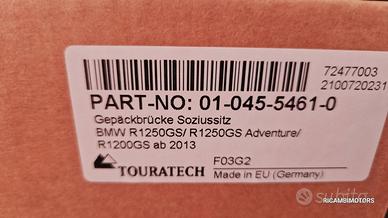 72477003
2100720231
PART-NO: 01-045-5461-0
Gepäckbrücke Soziussitz
BMW R1250GS/ R1250GS Adventure/
R1200GS ab 2013
TOURATECH
F03G2
Made in EU (Germany)
subito
RICAMBIMOTORS